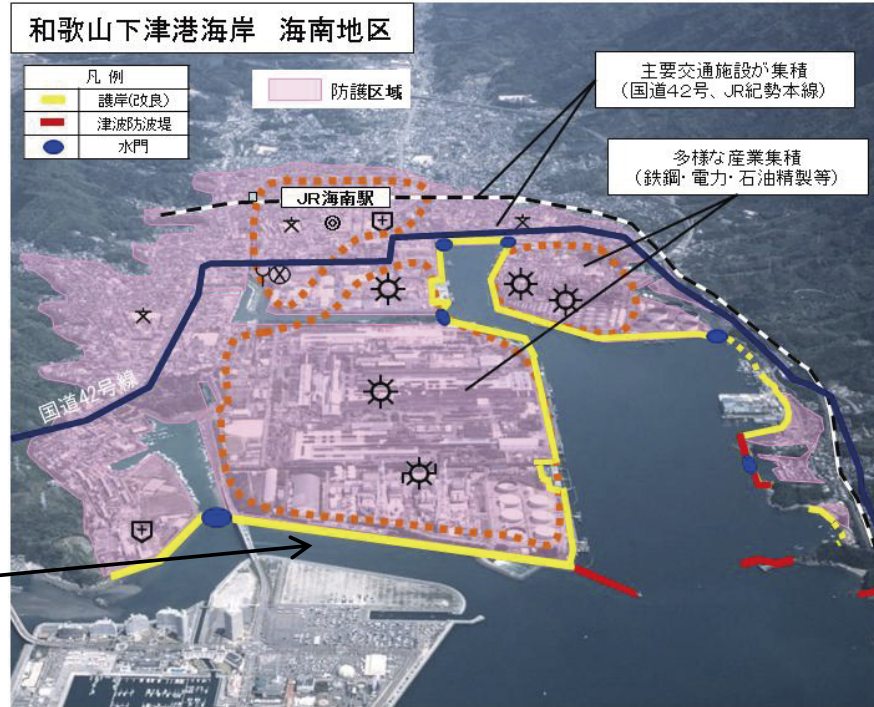 和歌山下津港海岸 海南地区
凡 例
護岸(改良)
津波防波堤
水門
防護区域
主要交通施設が集積
(国道42号、JR紀勢本線)
多様な産業集積
(鉄鋼・電力・石油精製等)
JR海南駅
国道42号線